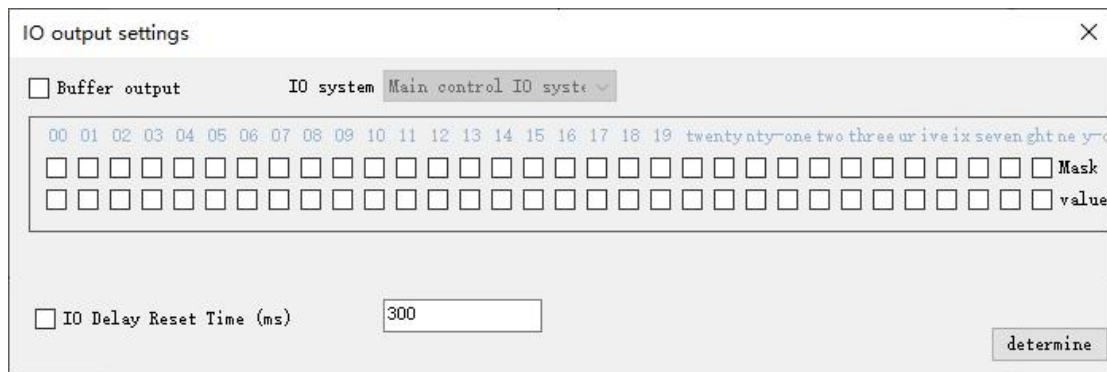 IO output settings
Buffer output IO system Main control IO syste
00 01 02 03 04 05 06 07 08 09 10 11 12 13 14 15 16 17 18 19 twenty nty-one two three ur ive ix seven ght ne y-c
Mask
value
IO Delay Reset Time (ms) 300
determine